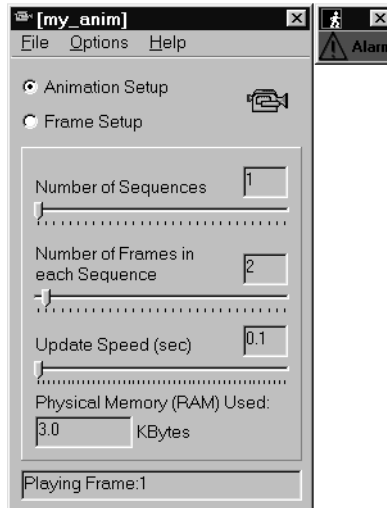 [my_anim]
File Options Help
Animation Setup
Frame Setup
Number of Sequences 1
Number of Frames in
each Sequence 2
Update Speed (sec) 0.1
Physical Memory (RAM) Used:
3.0 KBytes
Playing Frame:1
Alarm